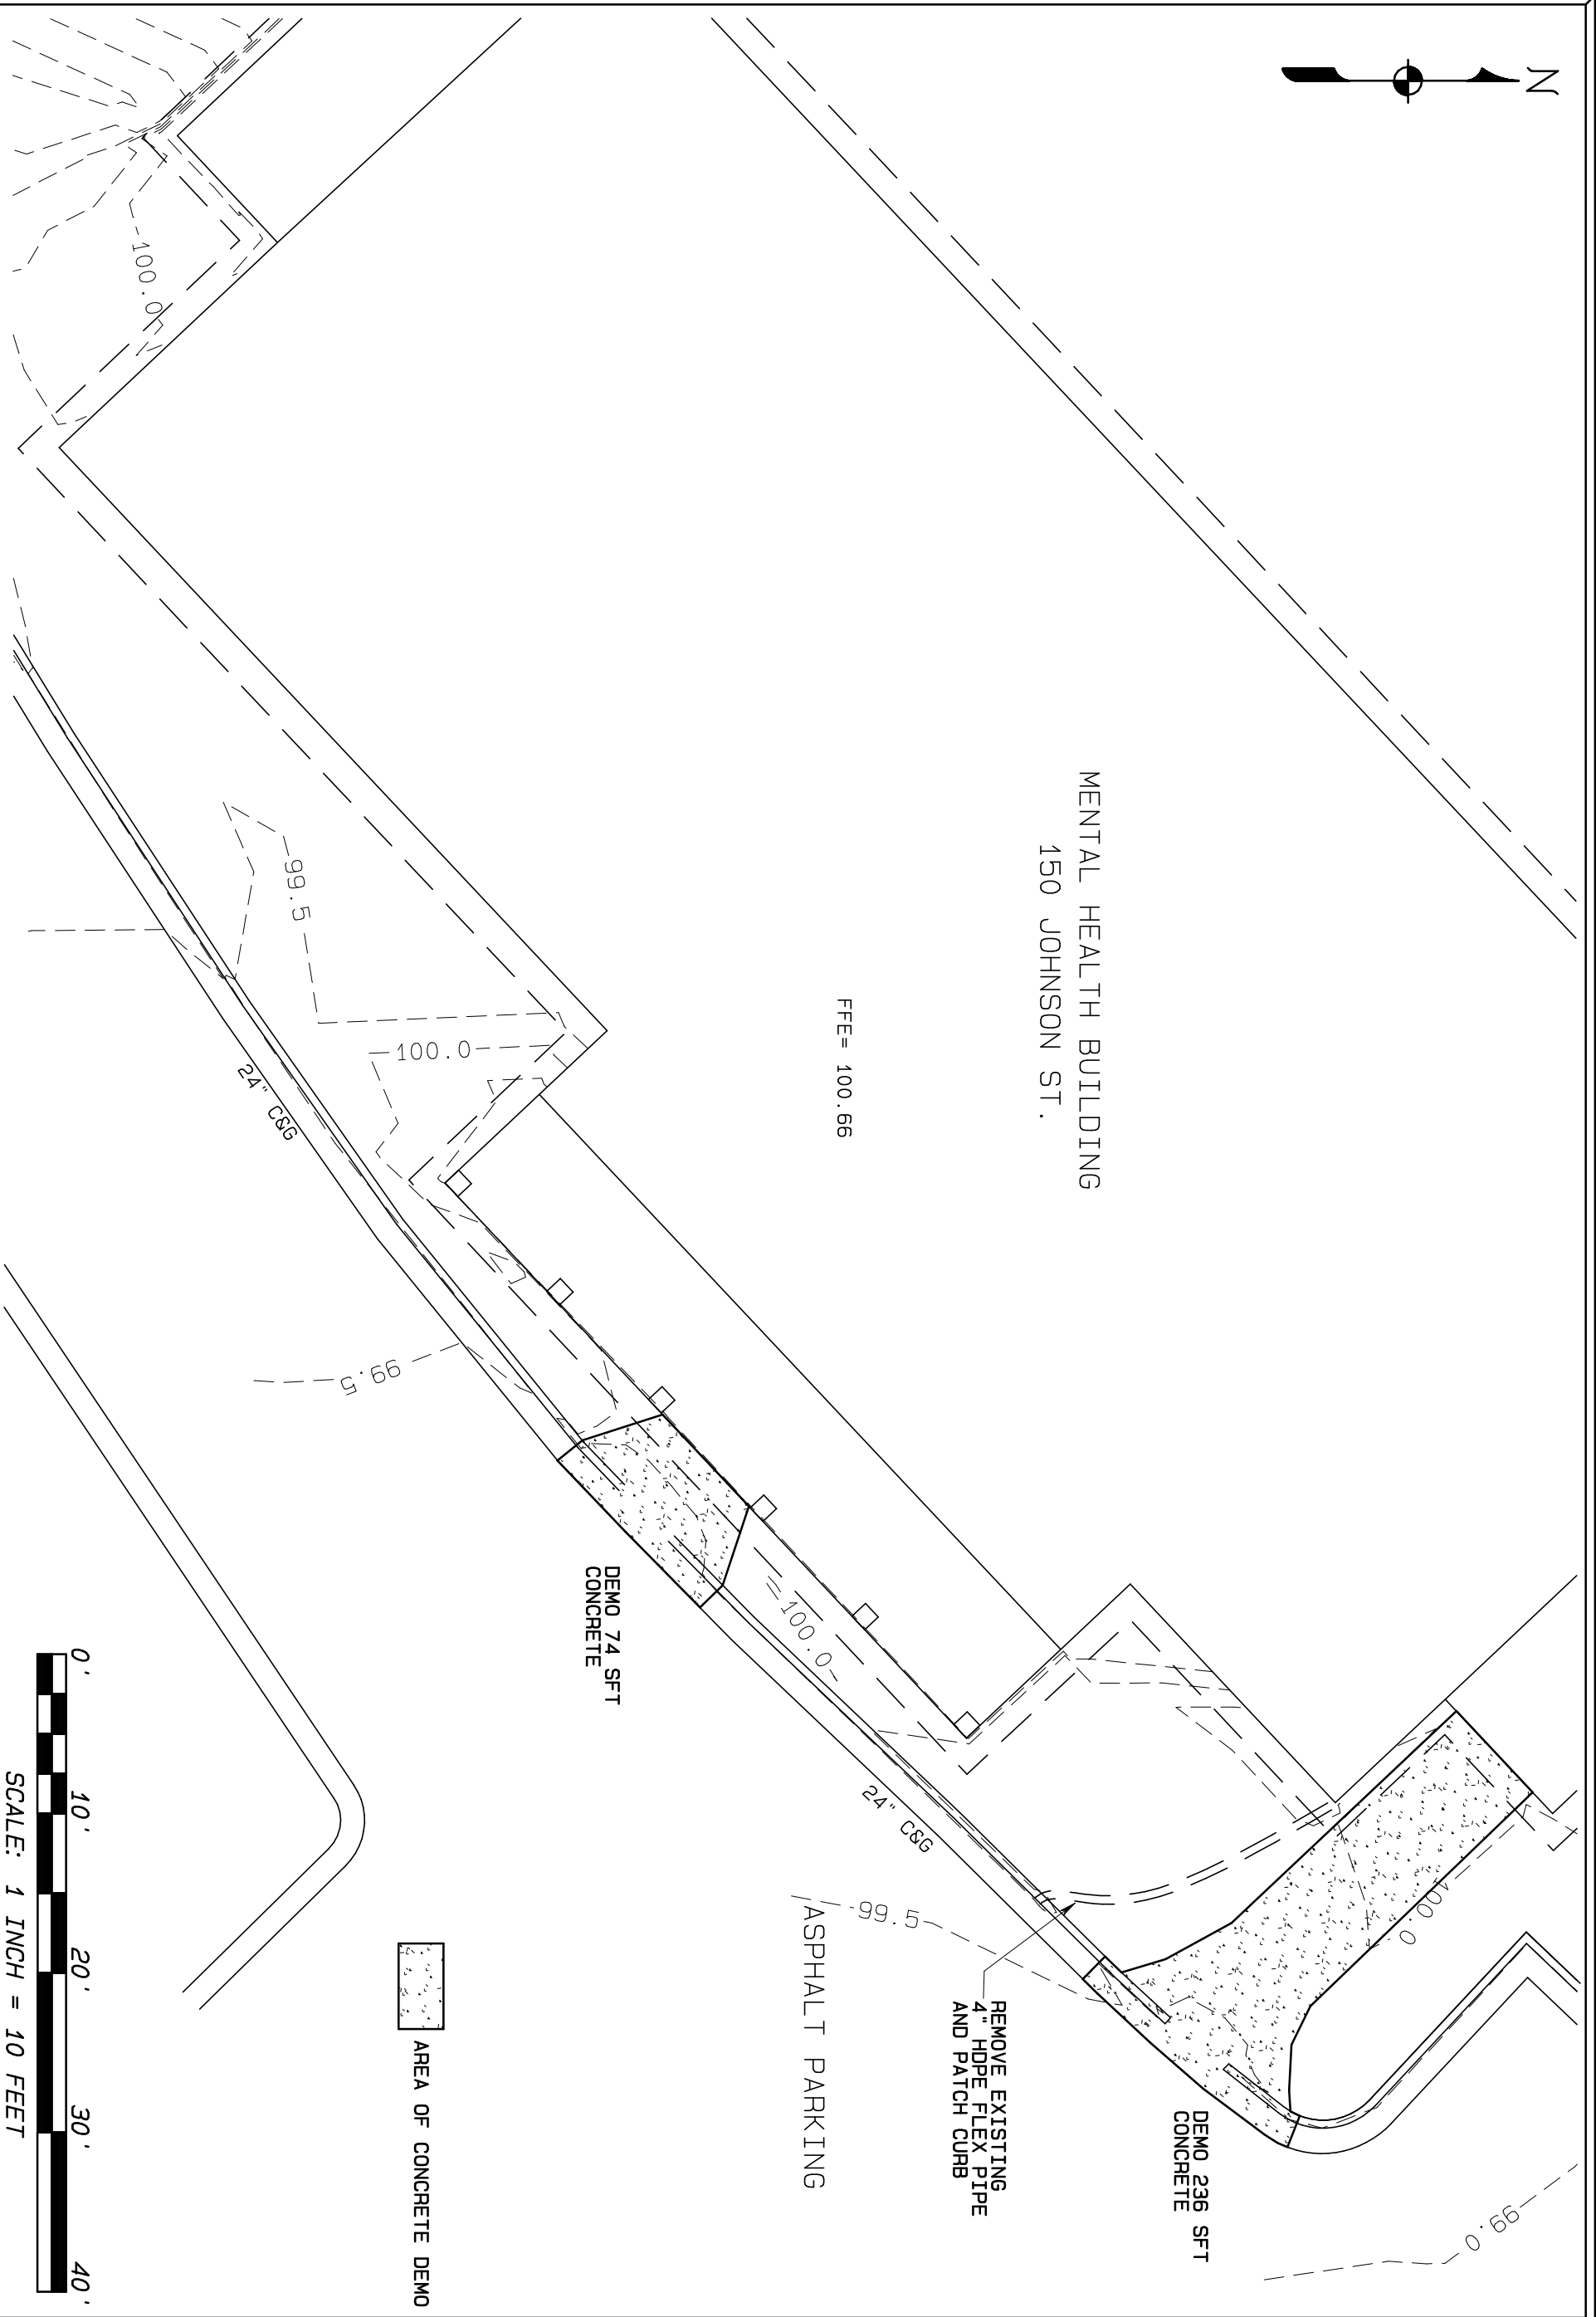 N
MENTAL HEALTH BUILDING
150 JOHNSON ST.
FFE= 100.66
100.0
99.5
100.0
24" C&G
99.5
DEMO 74 SFT
CONCRETE
100.0
24" C&G
99.5
100.0
99.0
DEMO 236 SFT
CONCRETE
REMOVE EXISTING
4" HDPE FLEX PIPE
AND PATCH CURB
ASPHALT PARKING
AREA OF CONCRETE DEMO
0' 10' 20' 30' 40'
SCALE: 1 INCH = 10 FEET